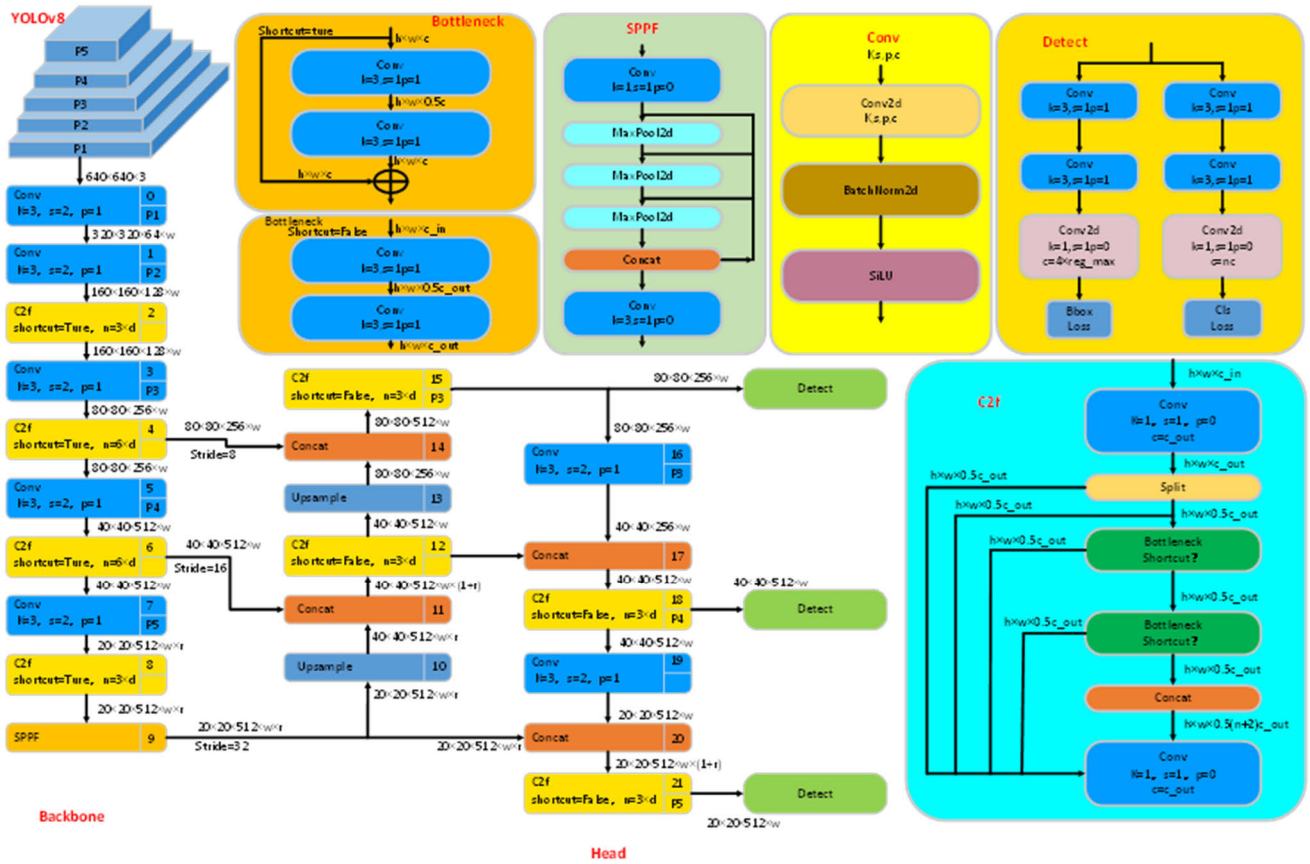 YOLOv8
P5
P4
P3
P2
P1
640×640×3
Conv
K=3, s=2, p=1
0
P1
320×320×64×w
Conv
K=3, s=2, p=1
1
P2
160×160×128×w
C2f
shortcut=Ture, n=3×d
2
160×160×128×w
Conv
K=3, s=2, p=1
3
P3
80×80×256×w
C2f
shortcut=Ture, n=6×d
4
80×80×256×w
Stride=8
80×80×256×w
Conv
K=3, s=2, p=1
5
P4
40×40×512×w
C2f
shortcut=Ture, n=6×d
6
40×40×512×w
Stride=16
40×40×512×w
Conv
K=3, s=2, p=1
7
P5
20×20×512×w×r
C2f
shortcut=Ture, n=3×d
8
20×20×512×w×r
SPPF
9
20×20×512×w×r
Stride=32
20×20×512×w×r
Backbone
Bottleneck
Shortcut=ture
h×w×c
Conv
k=3,s=1p=1
h×w×0.5c
Conv
k=3,s=1p=1
h×w×c
h×w×c
Bottleneck
Shortcut=False
h×w×c_in
Conv
k=3,s=1p=1
h×w×0.5c_out
Conv
k=3,s=1p=1
h×w×c_out
SPPF
Conv
k=1,s=1p=0
MaxPool2d
MaxPool2d
MaxPool2d
Concat
Conv
k=3,s=1p=0
Conv
K,s,p,c
Conv2d
K,s,p,c
BatchNorm2d
SiLU
Detect
Conv
k=3,s=1p=1
Conv
k=3,s=1p=1
Conv
k=3,s=1p=1
Conv
k=3,s=1p=1
Conv2d
k=1,s=1p=0
c=4×reg_max
Conv2d
k=1,s=1p=0
c=nc
Bbox
Loss
Cls
Loss
C2f
shortcut=False, n=3×d
15
P3
80×80×512×w
Concat
14
80×80×256×w
Upsample
13
40×40×512×w
C2f
shortcut=False, n=3×d
12
40×40×512×w×(1+r)
Concat
11
40×40×512×w×r
Upsample
10
20×20×512×w×r
80×80×256×w
Detect
80×80×256×w
Conv
K=3, s=2, p=1
16
P3
40×40×256×w
Concat
17
40×40×512×w
C2f
shortcut=False, n=3×d
18
P4
40×40×512×w
Detect
40×40×512×w
Conv
K=3, s=2, p=1
19
20×20×512×w
Concat
20
20×20×512×w×(1+r)
C2f
shortcut=False, n=3×d
21
P5
20×20×512×w
Detect
Head
C2f
h×w×c_in
Conv
K=1, s=1, p=0
c=c_out
h×w×c_out
h×w×0.5c_out
Split
h×w×0.5c_out
h×w×0.5c_out
h×w×0.5c_out
Bottleneck
Shortcut?
h×w×0.5c_out
h×w×0.5c_out
Bottleneck
Shortcut?
h×w×0.5c_out
Concat
h×w×0.5(n+2)c_out
Conv
K=1, s=1, p=0
c=c_out